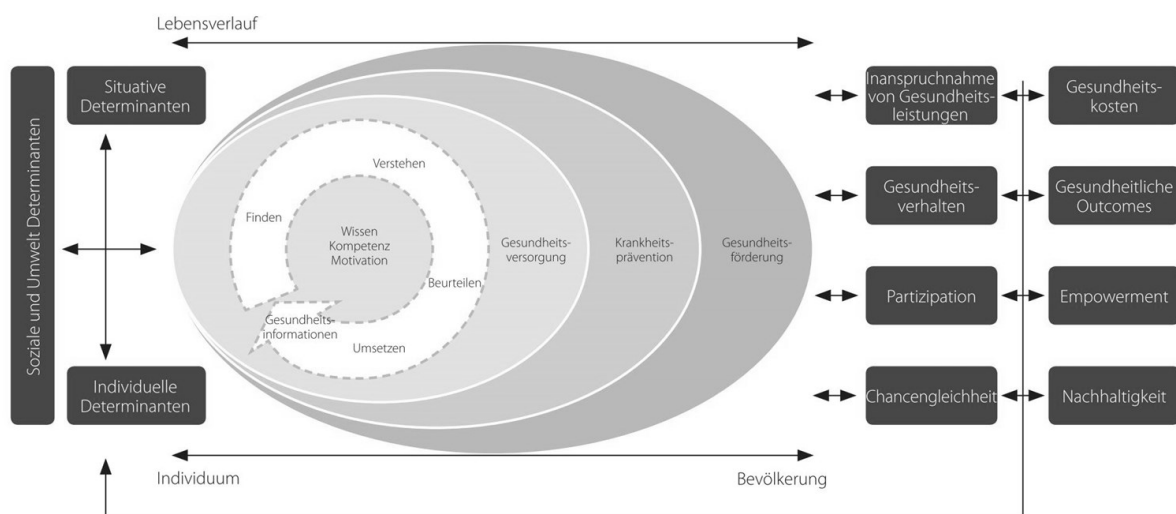 Lebensverlauf
Soziale und Umwelt Determinanten
Situative
Determinanten
Individuelle
Determinanten
Finden
Verstehen
Wissen
Kompetenz
Motivation
Beurteilen
Gesundheits-
informationen
Umsetzen
Gesundheits-
versorgung
Krankheits-
prävention
Gesundheits-
förderung
Individuum
Bevölkerung
Inanspruchnahme
von Gesundheits-
leistungen
Gesundheits-
kosten
Gesundheits-
verhalten
Gesundheitliche
Outcomes
Partizipation
Empowerment
Chancengleichheit
Nachhaltigkeit